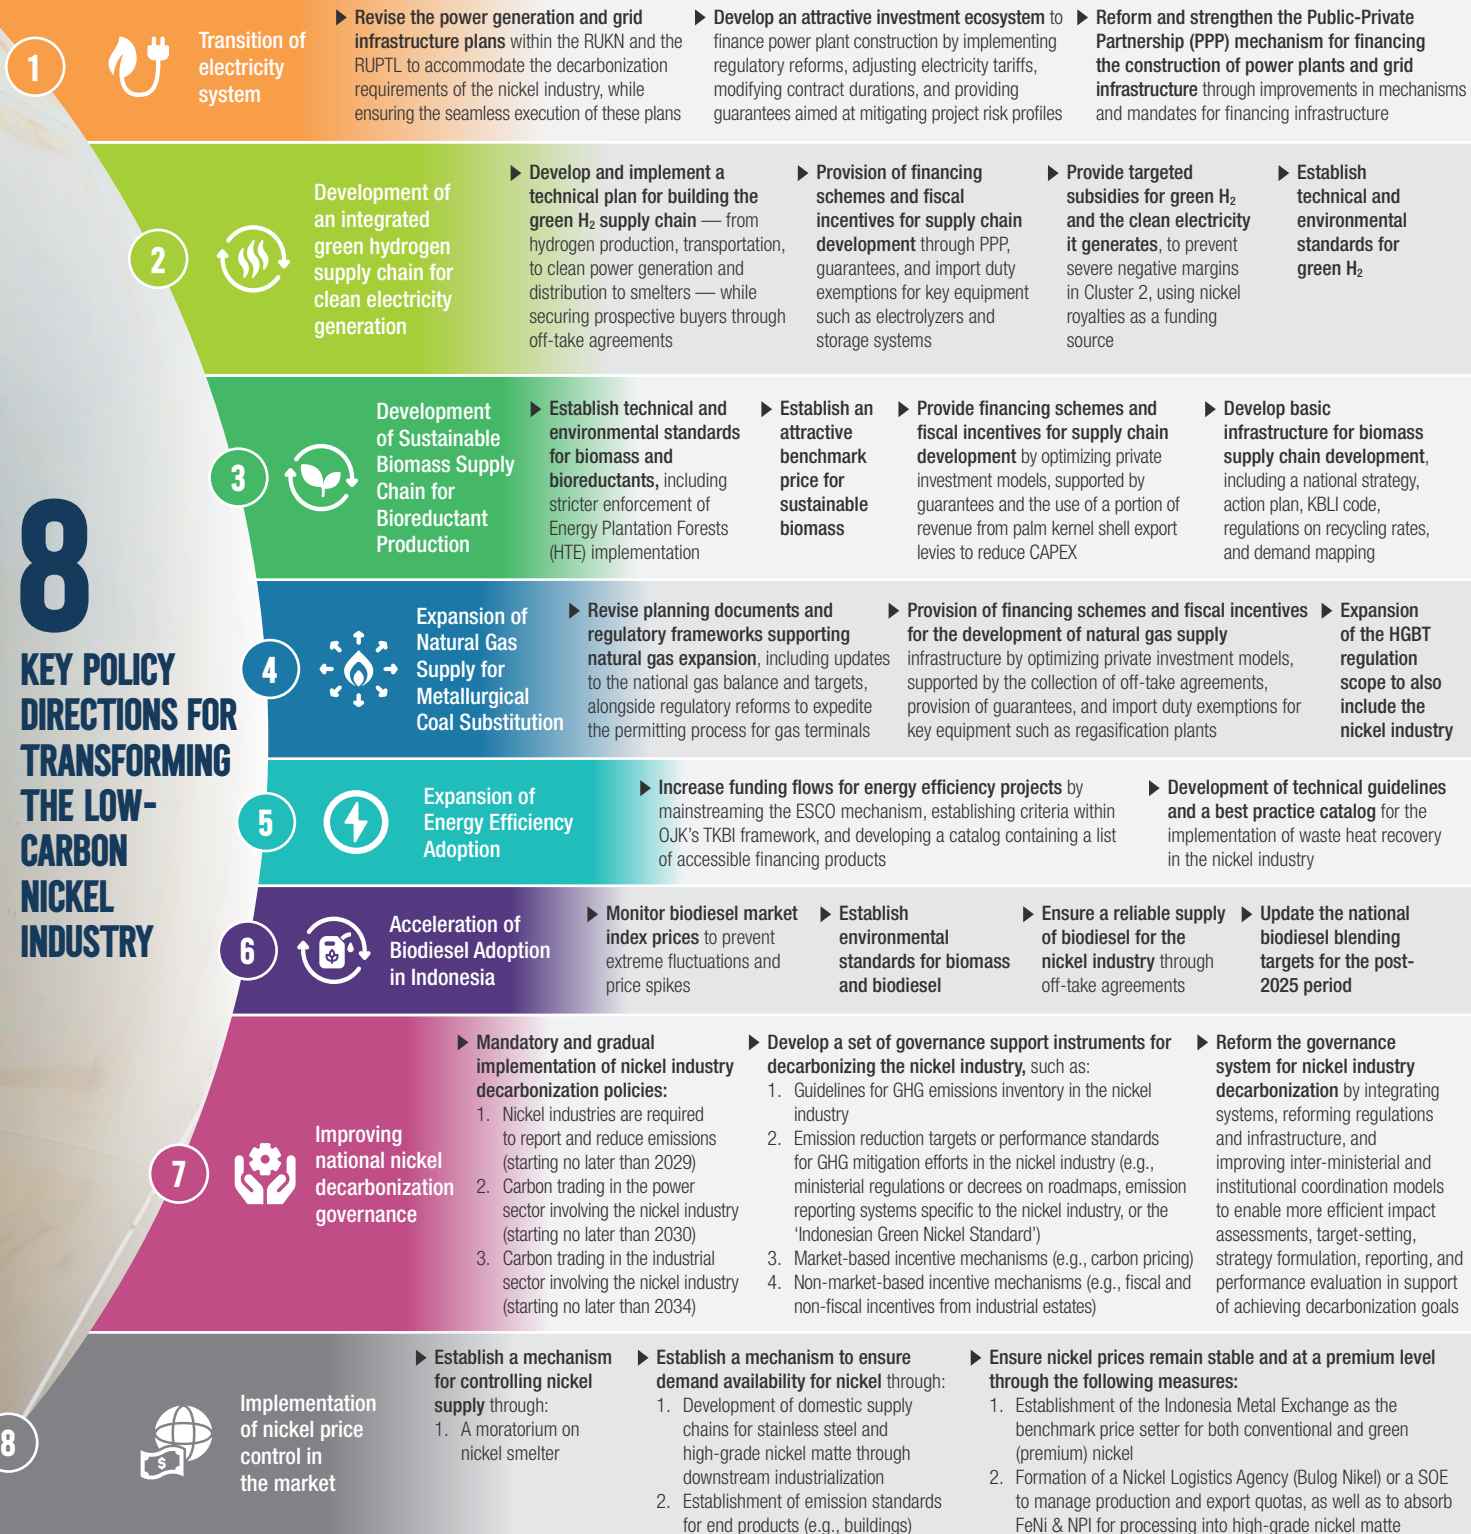 8
KEY POLICY
DIRECTIONS FOR
TRANSFORMING
THE LOW-
CARBON
NICKEL
INDUSTRY
1
Transition of
electricity
system
Revise the power generation and grid
infrastructure plans within the RUKN and the
RUPTL to accommodate the decarbonization
requirements of the nickel industry, while
ensuring the seamless execution of these plans
Develop an attractive investment ecosystem to
finance power plant construction by implementing
regulatory reforms, adjusting electricity tariffs,
modifying contract durations, and providing
guarantees aimed at mitigating project risk profiles
Reform and strengthen the Public-Private
Partnership (PPP) mechanism for financing
the construction of power plants and grid
infrastructure through improvements in mechanisms
and mandates for financing infrastructure
2
Development of
an integrated
green hydrogen
supply chain for
clean electricity
generation
Develop and implement a
technical plan for building the
green H₂ supply chain — from
hydrogen production, transportation,
to clean power generation and
distribution to smelters — while
securing prospective buyers through
off-take agreements
Provision of financing
schemes and fiscal
incentives for supply chain
development through PPP,
guarantees, and import duty
exemptions for key equipment
such as electrolyzers and
storage systems
Provide targeted
subsidies for green H₂
and the clean electricity
it generates, to prevent
severe negative margins
in Cluster 2, using nickel
royalties as a funding
source
Establish
technical and
environmental
standards for
green H₂
3
Development
of Sustainable
Biomass Supply
Chain for
Bioreductant
Production
Establish technical and
environmental standards
for biomass and
bioreductants, including
stricter enforcement of
Energy Plantation Forests
(HTE) implementation
Establish an
attractive
benchmark
price for
sustainable
biomass
Provide financing schemes and
fiscal incentives for supply chain
development by optimizing private
investment models, supported by
guarantees and the use of a portion of
revenue from palm kernel shell export
levies to reduce CAPEX
Develop basic
infrastructure for biomass
supply chain development,
including a national strategy,
action plan, KBLI code,
regulations on recycling rates,
and demand mapping
4
Expansion of
Natural Gas
Supply for
Metallurgical
Coal Substitution
Revise planning documents and
regulatory frameworks supporting
natural gas expansion, including updates
to the national gas balance and targets,
alongside regulatory reforms to expedite
the permitting process for gas terminals
Provision of financing schemes and fiscal incentives
for the development of natural gas supply
infrastructure by optimizing private investment models,
supported by the collection of off-take agreements,
provision of guarantees, and import duty exemptions for
key equipment such as regasification plants
Expansion
of the HGBT
regulation
scope to also
include the
nickel industry
5
Expansion of
Energy Efficiency
Adoption
Increase funding flows for energy efficiency projects by
mainstreaming the ESCO mechanism, establishing criteria within
OJK's TKBI framework, and developing a catalog containing a list
of accessible financing products
Development of technical guidelines
and a best practice catalog for the
implementation of waste heat recovery
in the nickel industry
6
Acceleration of
Biodiesel Adoption
in Indonesia
Monitor biodiesel market
index prices to prevent
extreme fluctuations and
price spikes
Establish
environmental
standards for biomass
and biodiesel
Ensure a reliable supply
of biodiesel for the
nickel industry through
off-take agreements
Update the national
biodiesel blending
targets for the post-
2025 period
7
Improving
national nickel
decarbonization
governance
Mandatory and gradual
implementation of nickel industry
decarbonization policies:
1. Nickel industries are required
to report and reduce emissions
(starting no later than 2029)
2. Carbon trading in the power
sector involving the nickel industry
(starting no later than 2030)
3. Carbon trading in the industrial
sector involving the nickel industry
(starting no later than 2034)
Develop a set of governance support instruments for
decarbonizing the nickel industry, such as:
1. Guidelines for GHG emissions inventory in the nickel
industry
2. Emission reduction targets or performance standards
for GHG mitigation efforts in the nickel industry (e.g.,
ministerial regulations or decrees on roadmaps, emission
reporting systems specific to the nickel industry, or the
‘Indonesian Green Nickel Standard’)
3. Market-based incentive mechanisms (e.g., carbon pricing)
4. Non-market-based incentive mechanisms (e.g., fiscal and
non-fiscal incentives from industrial estates)
Reform the governance
system for nickel industry
decarbonization by integrating
systems, reforming regulations
and infrastructure, and
improving inter-ministerial and
institutional coordination models
to enable more efficient impact
assessments, target-setting,
strategy formulation, reporting, and
performance evaluation in support
of achieving decarbonization goals
8
Implementation
of nickel price
control in
the market
$
Establish a mechanism
for controlling nickel
supply through:
1. A moratorium on
nickel smelter
Establish a mechanism to ensure
demand availability for nickel through:
1. Development of domestic supply
chains for stainless steel and
high-grade nickel matte through
downstream industrialization
2. Establishment of emission standards
for end products (e.g., buildings)
Ensure nickel prices remain stable and at a premium level
through the following measures:
1. Establishment of the Indonesia Metal Exchange as the
benchmark price setter for both conventional and green
(premium) nickel
2. Formation of a Nickel Logistics Agency (Bulog Nikel) or a SOE
to manage production and export quotas, as well as to absorb
FeNi & NPI for processing into high-grade nickel matte